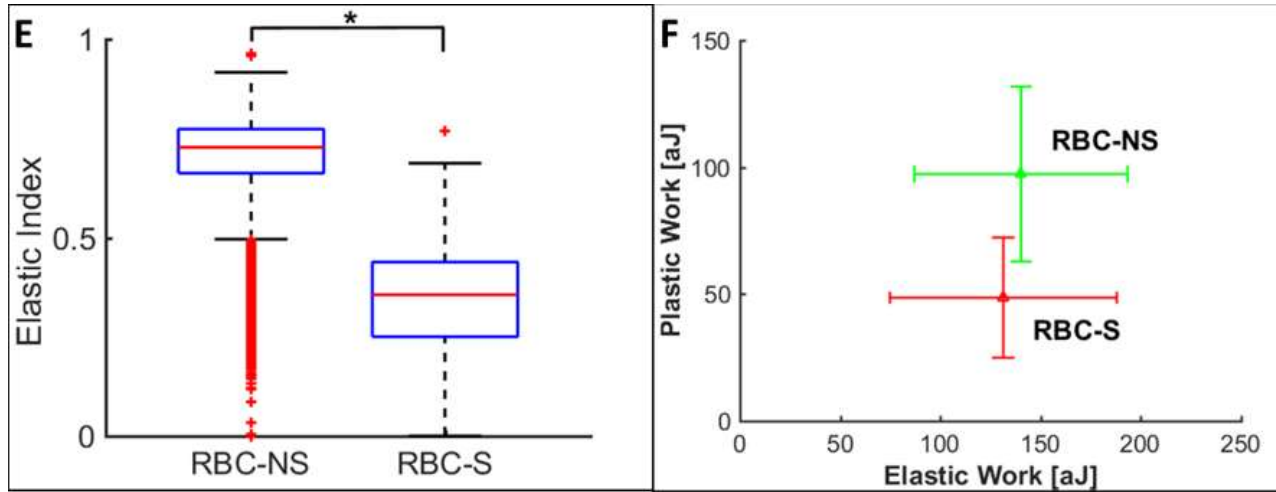 E
*
Elastic Index
1
0.5
0
RBC-NS
RBC-S
F
Plastic Work [aJ]
150
100
50
0
RBC-NS
RBC-S
0
50
100
150
200
250
Elastic Work [aJ]